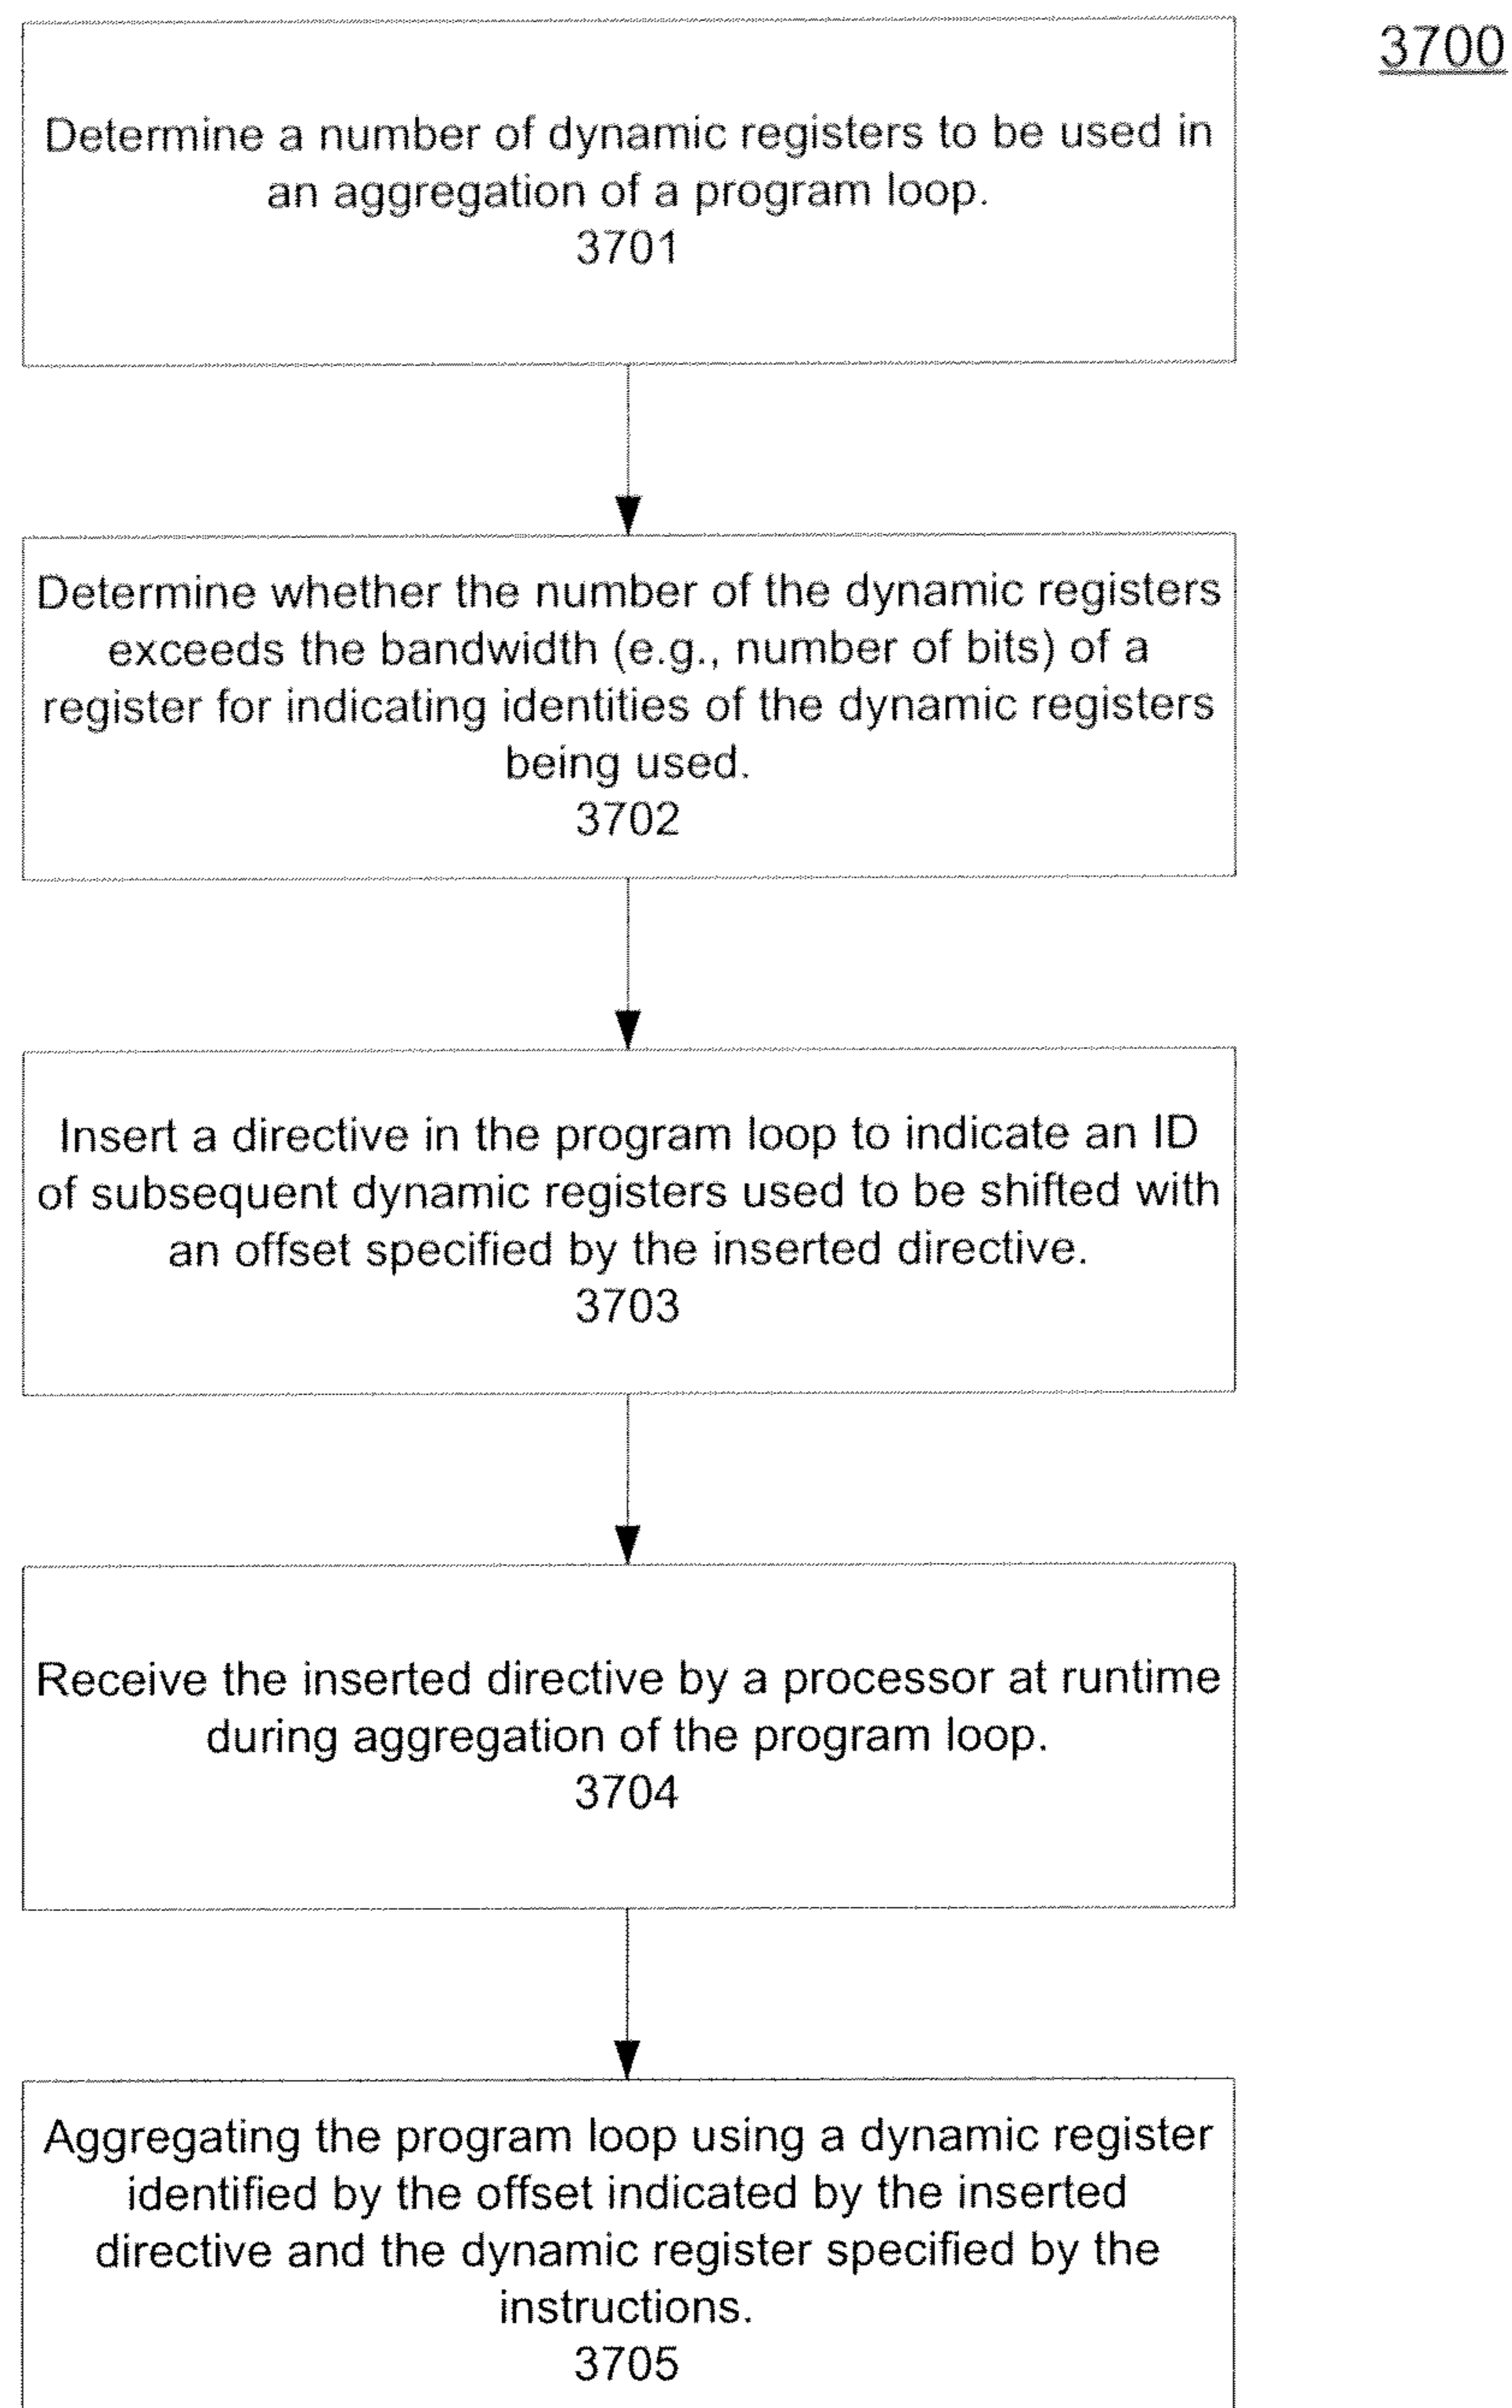 3700
Determine a number of dynamic registers to be used in
an aggregation of a program loop.
3701
Determine whether the number of the dynamic registers
exceeds the bandwidth (e.g., number of bits) of a
register for indicating identities of the dynamic registers
being used.
3702
Insert a directive in the program loop to indicate an ID
of subsequent dynamic registers used to be shifted with
an offset specified by the inserted directive.
3703
Receive the inserted directive by a processor at runtime
during aggregation of the program loop.
3704
Aggregating the program loop using a dynamic register
identified by the offset indicated by the inserted
directive and the dynamic register specified by the
instructions.
3705